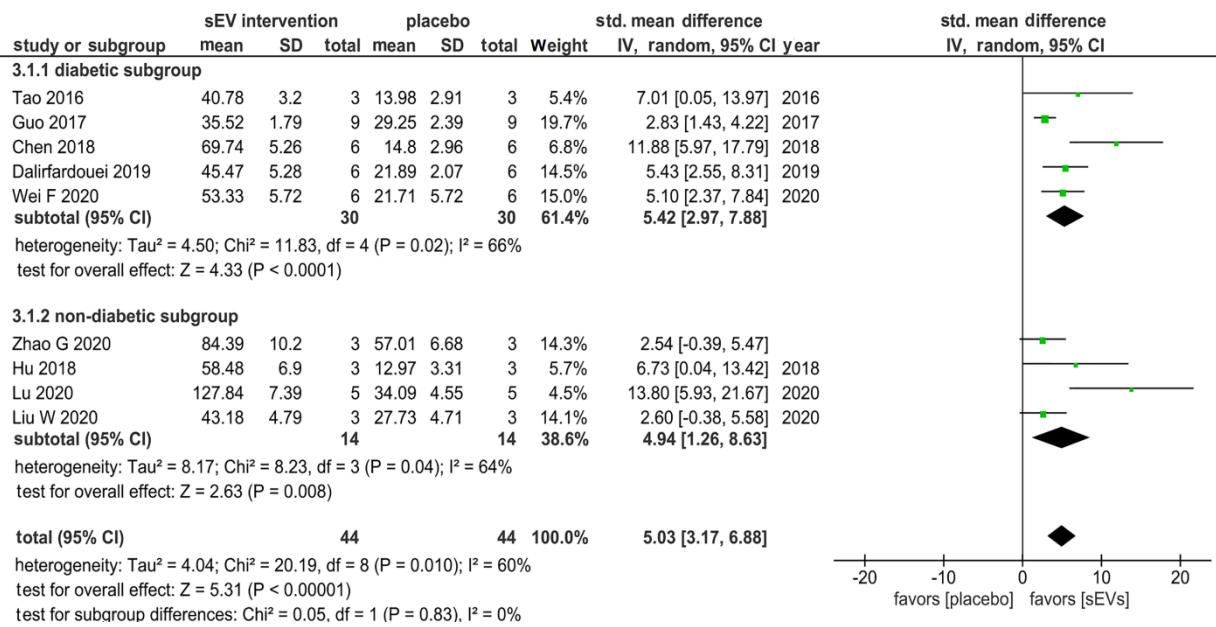 sEV intervention placebo std. mean difference std. mean difference
study or subgroup mean SD total mean SD total Weight IV, random, 95% CI year IV, random, 95% CI
3.1.1 diabetic subgroup
Tao 2016 40.78 3.2 3 13.98 2.91 3 5.4% 7.01 [0.05, 13.97] 2016
Guo 2017 35.52 1.79 9 29.25 2.39 9 19.7% 2.83 [1.43, 4.22] 2017
Chen 2018 69.74 5.26 6 14.8 2.96 6 6.8% 11.88 [5.97, 17.79] 2018
Dalirfardouei 2019 45.47 5.28 6 21.89 2.07 6 14.5% 5.43 [2.55, 8.31] 2019
Wei F 2020 53.33 5.72 6 21.71 5.72 6 15.0% 5.10 [2.37, 7.84] 2020
subtotal (95% CI) 30 30 61.4% 5.42 [2.97, 7.88]
heterogeneity: Tau² = 4.50; Chi² = 11.83, df = 4 (P = 0.02); I² = 66%
test for overall effect: Z = 4.33 (P < 0.0001)
3.1.2 non-diabetic subgroup
Zhao G 2020 84.39 10.2 3 57.01 6.68 3 14.3% 2.54 [-0.39, 5.47]
Hu 2018 58.48 6.9 3 12.97 3.31 3 5.7% 6.73 [0.04, 13.42] 2018
Lu 2020 127.84 7.39 5 34.09 4.55 5 4.5% 13.80 [5.93, 21.67] 2020
Liu W 2020 43.18 4.79 3 27.73 4.71 3 14.1% 2.60 [-0.38, 5.58] 2020
subtotal (95% CI) 14 14 38.6% 4.94 [1.26, 8.63]
heterogeneity: Tau² = 8.17; Chi² = 8.23, df = 3 (P = 0.04); I² = 64%
test for overall effect: Z = 2.63 (P = 0.008)
total (95% CI) 44 44 100.0% 5.03 [3.17, 6.88]
heterogeneity: Tau² = 4.04; Chi² = 20.19, df = 8 (P = 0.010); I² = 60%
test for overall effect: Z = 5.31 (P < 0.00001)
test for subgroup differences: Chi² = 0.05, df = 1 (P = 0.83), I² = 0%
-20 -10 0 10 20
favors [placebo] favors [sEVs]